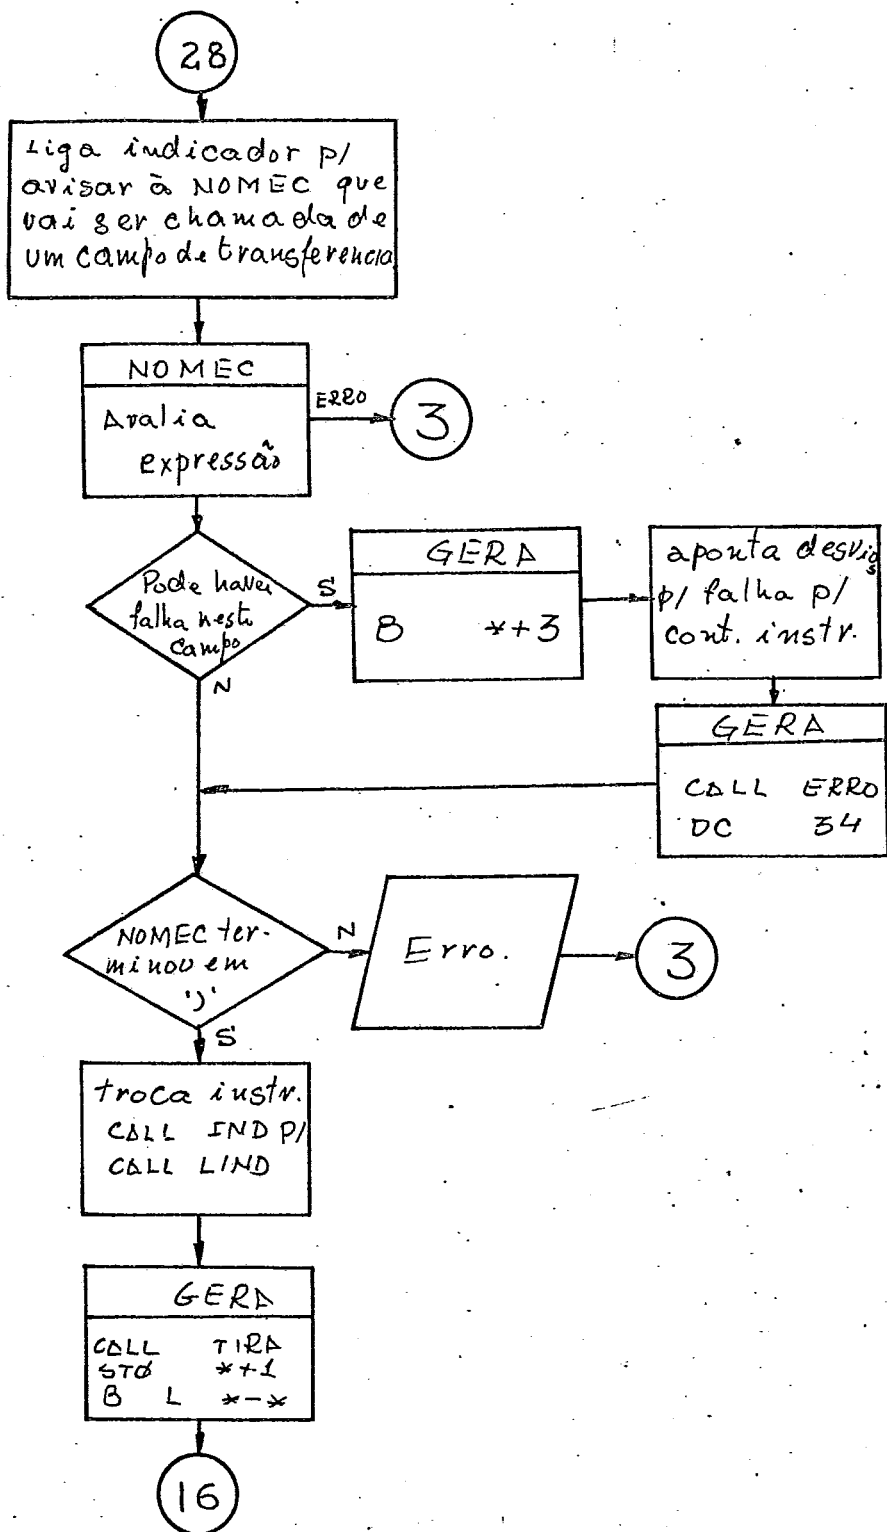 28
Liga indicador p/
avisar à NOMEC que
vai ser chamada de
um campo de transferencia
NOMEC
Avalia
expressão
ERRO
3
Pode haver
falha neste
campo
S
GERA
B *+3
aponta desvios
p/ falha p/
cont. instr.
N
GERA
CALL ERRO
DC 34
NOMEC ter-
minou em
')'
N
Erro.
3
S
troca instr.
CALL IND p/
CALL LIND
GERA
CALL TIRA
STØ *+1
B L *-*
16